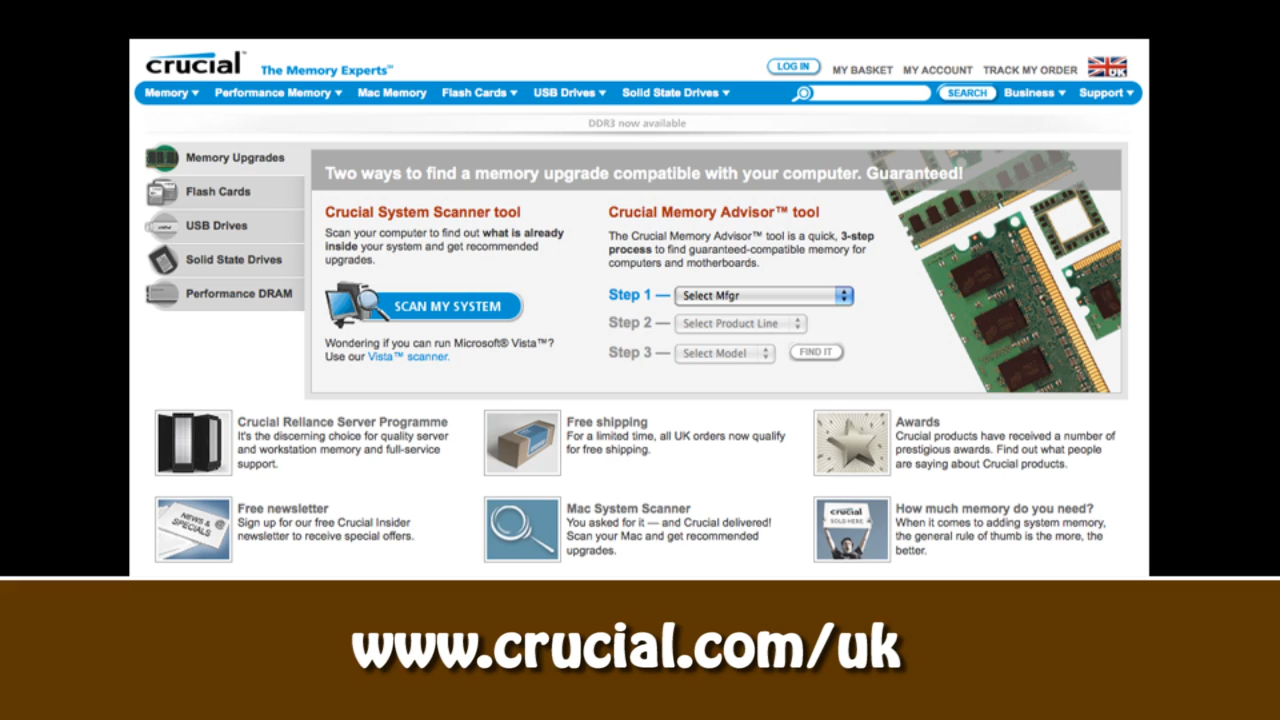 crucial™ The Memory Experts℠
LOG IN MY BASKET MY ACCOUNT TRACK MY ORDER UK
Memory Performance Memory Mac Memory Flash Cards USB Drives Solid State Drives SEARCH Business Support
DDR3 now available
Memory Upgrades
Flash Cards
USB Drives
Solid State Drives
Performance DRAM
Two ways to find a memory upgrade compatible with your computer. Guaranteed!
Crucial System Scanner tool
Scan your computer to find out what is already
inside your system and get recommended
upgrades.
SCAN MY SYSTEM
Wondering if you can run Microsoft® Vista™?
Use our Vista™ scanner.
Crucial Memory Advisor™ tool
The Crucial Memory Advisor™ tool is a quick, 3-step
process to find guaranteed-compatible memory for
computers and motherboards.
Step 1 — Select Mfgr
Step 2 — Select Product Line
Step 3 — Select Model FIND IT
Crucial Reliance Server Programme
It's the discerning choice for quality server
and workstation memory and full-service
support.
Free shipping
For a limited time, all UK orders now qualify
for free shipping.
Awards
Crucial products have received a number of
prestigious awards. Find out what people
are saying about Crucial products.
NEWS &
SPECIALS
Free newsletter
Sign up for our free Crucial Insider
newsletter to receive special offers.
Mac System Scanner
You asked for it — and Crucial delivered!
Scan your Mac and get recommended
upgrades.
crucial
SOLD HERE
How much memory do you need?
When it comes to adding system memory,
the general rule of thumb is the more, the
better.
www.crucial.com/uk